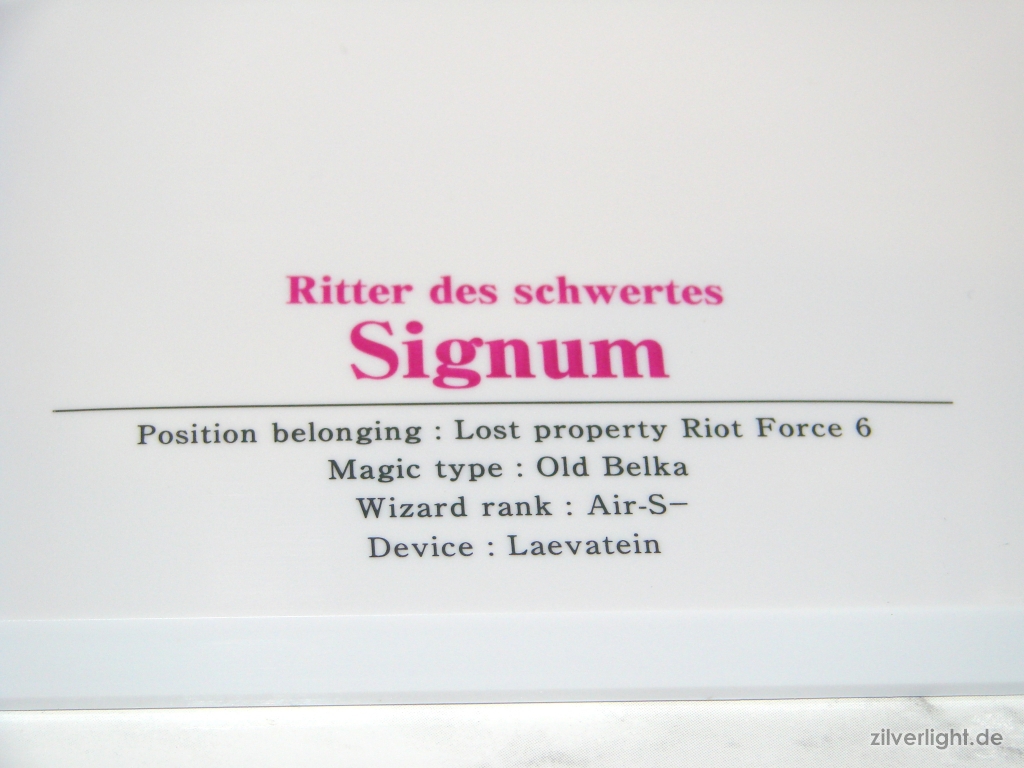 Ritter des schwertes
Signum
Position belonging : Lost property Riot Force 6
Magic type : Old Belka
Wizard rank : Air-S−
Device : Laevatein
zilverlight.de